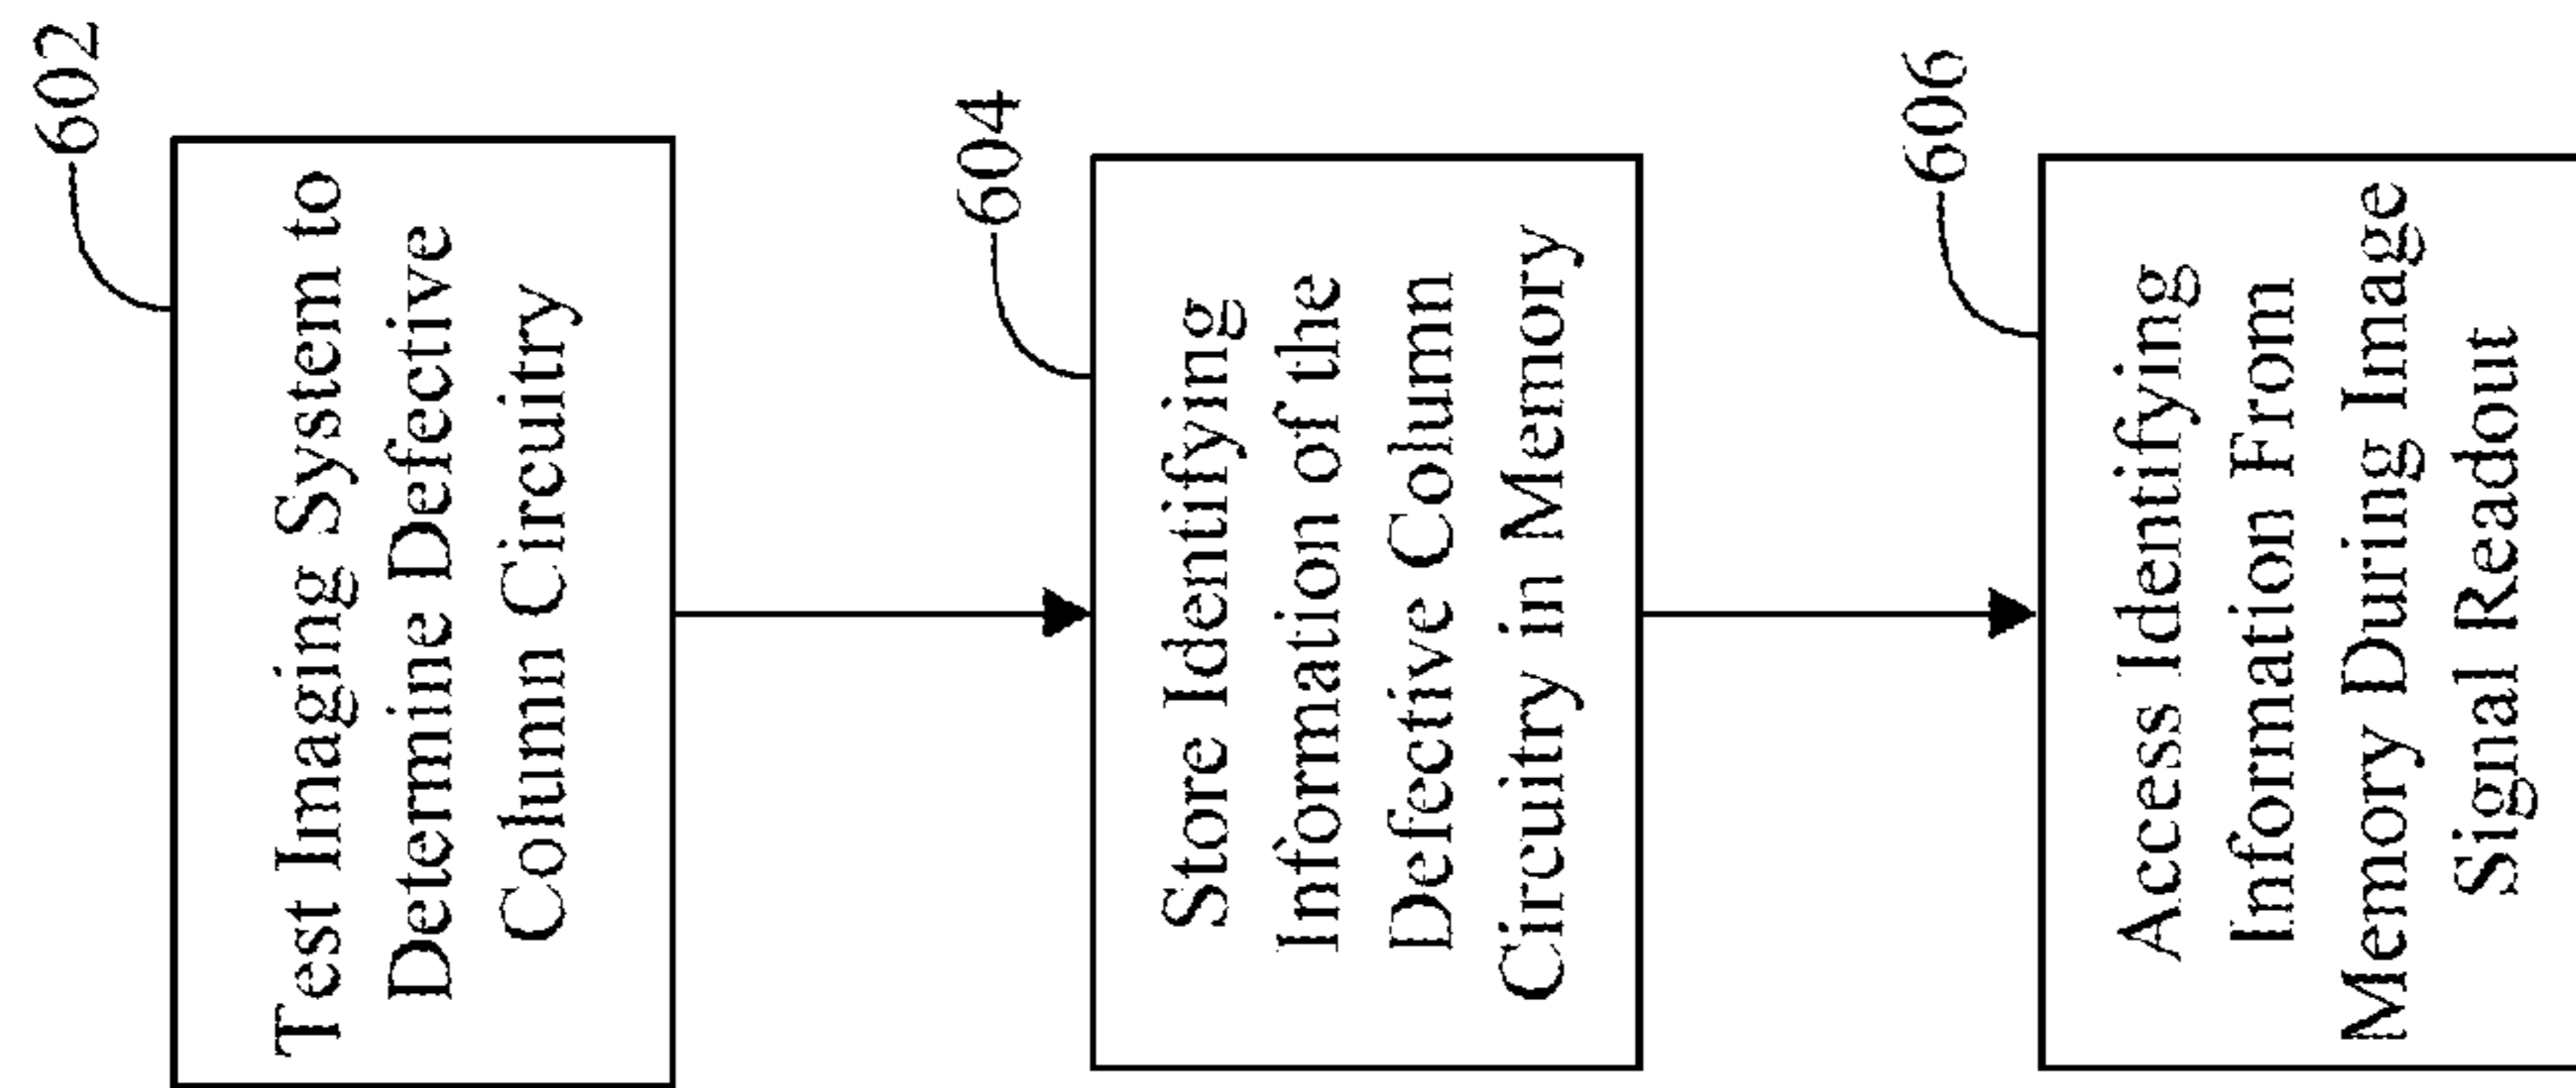 602
Test Imaging System to
Determine Defective
Column Circuitry
604
Store Identifying
Information of the
Defective Column
Circuitry in Memory
606
Access Identifying
Information From
Memory During Image
Signal Readout